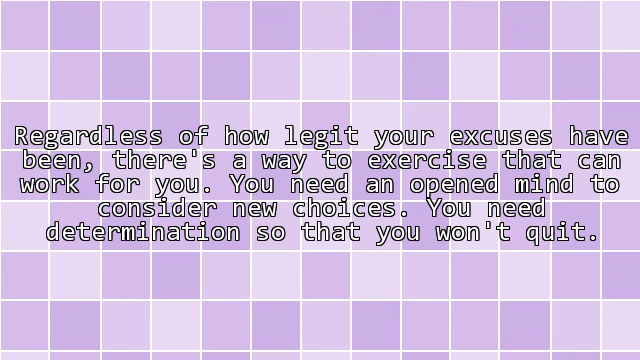 Regardless of how legit your excuses have
been, there's a way to exercise that can
work for you. You need an opened mind to
consider new choices. You need
determination so that you won't quit.